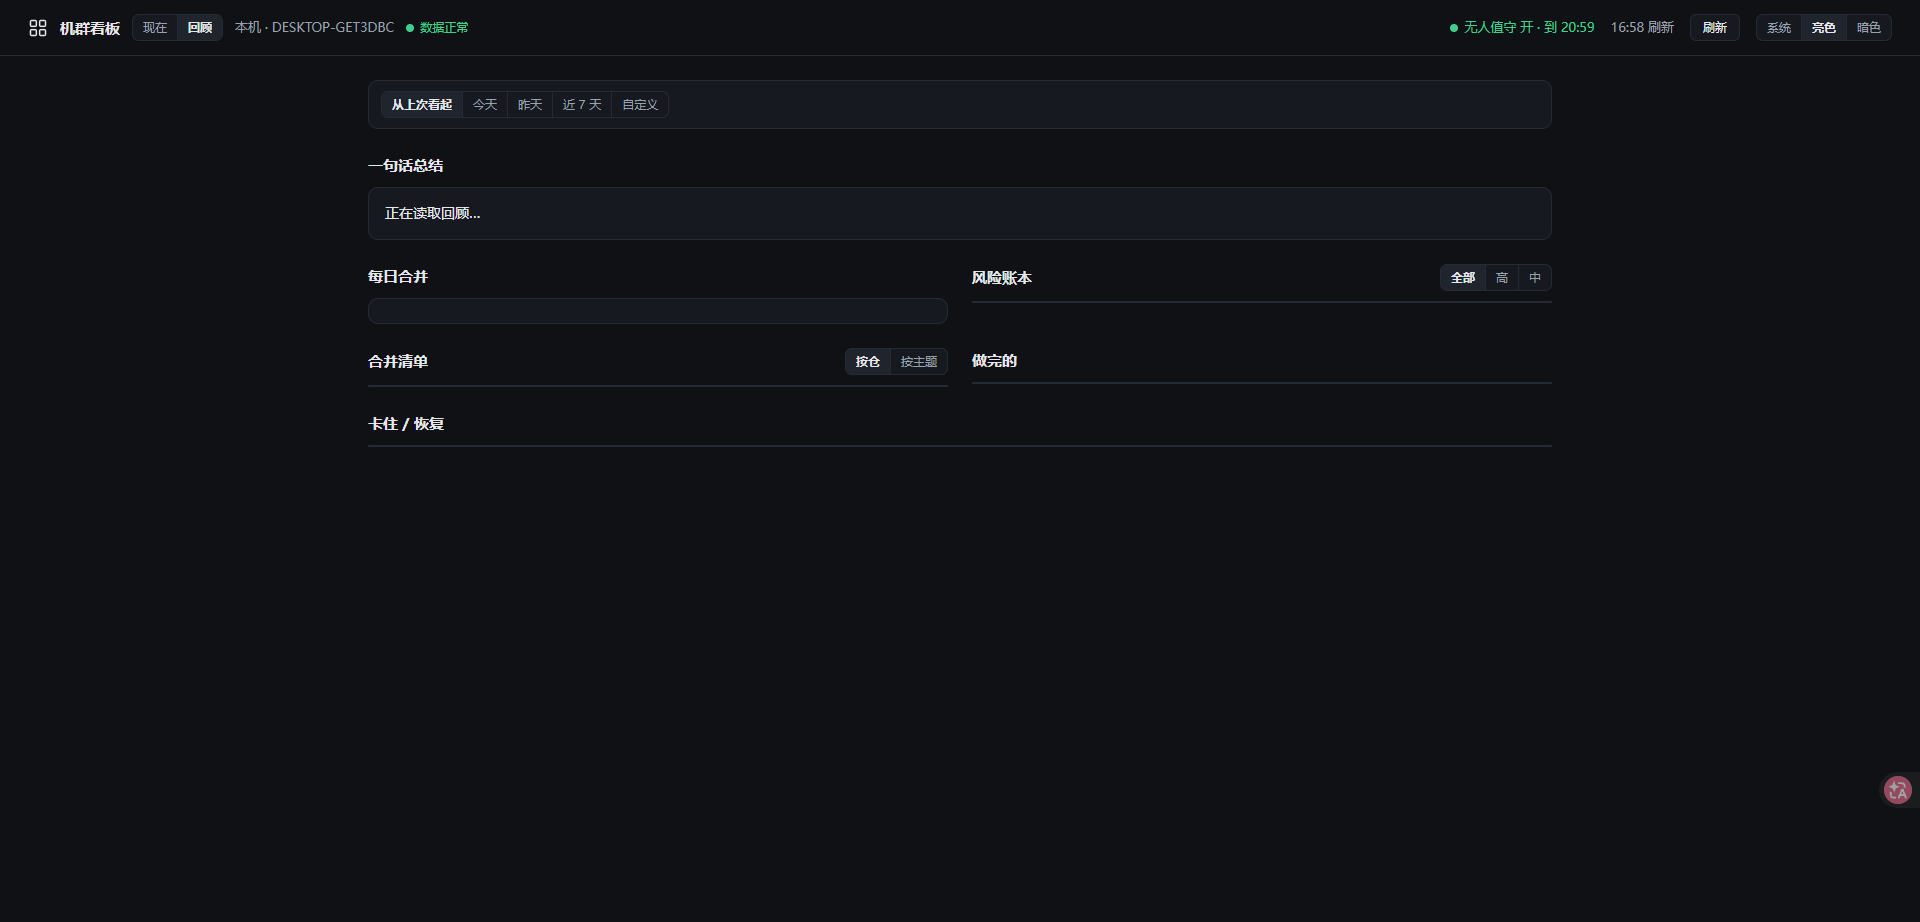 机群看板 现在 回顾 本机 · DESKTOP-GET3DBC 数据正常 无人值守 开 · 到 20:59 16:58 刷新 刷新 系统 亮色 暗色
从上次看起 今天 昨天 近 7 天 自定义
一句话总结
正在读取回顾...
每日合并
风险账本 全部 高 中
合并清单 按仓 按主题
做完的
卡住 / 恢复